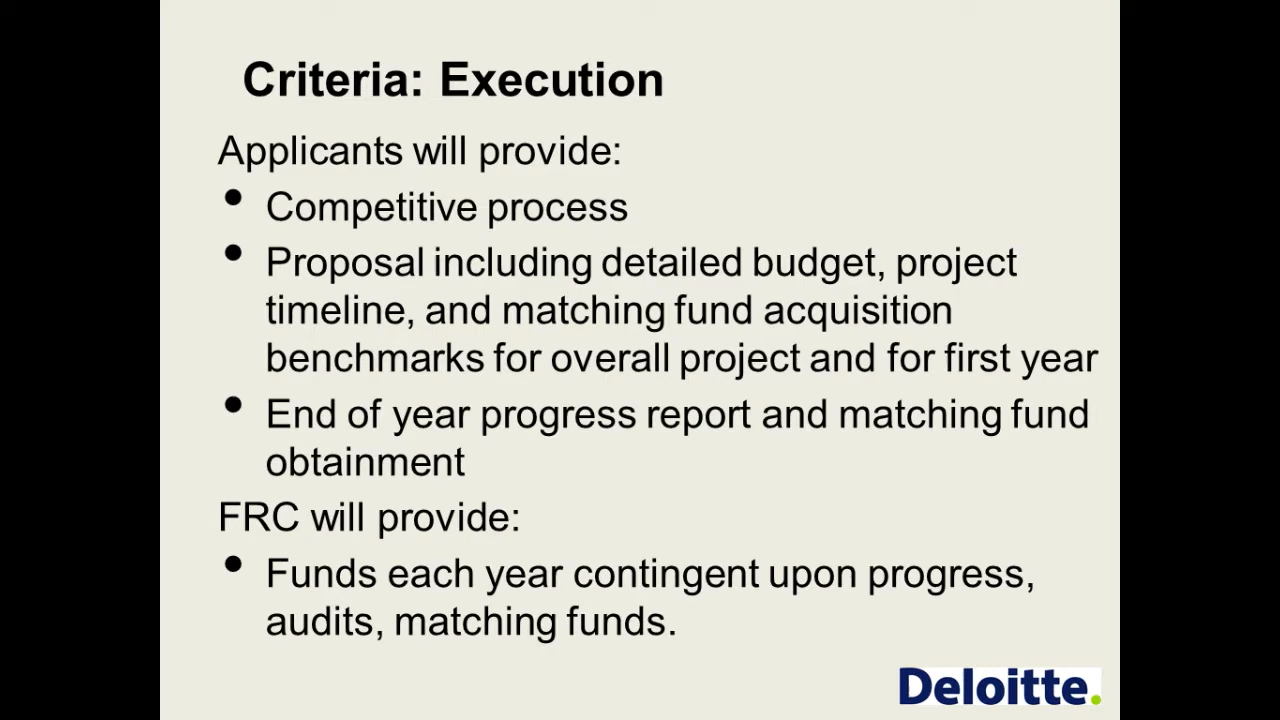 Criteria: Execution
Applicants will provide:
• Competitive process
• Proposal including detailed budget, project
timeline, and matching fund acquisition
benchmarks for overall project and for first year
• End of year progress report and matching fund
obtainment
FRC will provide:
• Funds each year contingent upon progress,
audits, matching funds.
Deloitte.